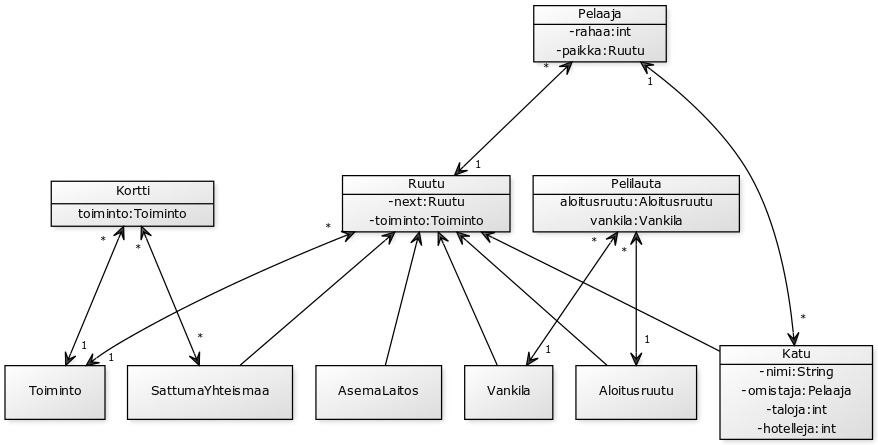 Pelaaja
-rahaa:int
-paikka:Ruutu
* 1
1
Kortti
toiminto:Toiminto
Ruutu
-next:Ruutu
-toiminto:Toiminto
Pelilauta
aloitusruutu:Aloitusruutu
vankila:Vankila
* * * * *
1 1 * 1 1 *
Toiminto
SattumaYhteismaa
AsemaLaitos
Vankila
Aloitusruutu
Katu
-nimi:String
-omistaja:Pelaaja
-taloja:int
-hotelleja:int